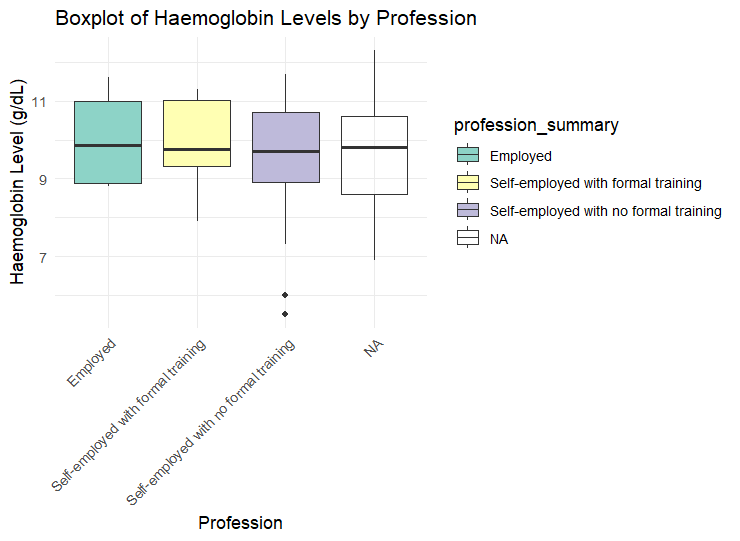 Boxplot of Haemoglobin Levels by Profession
Haemoglobin Level (g/dL)
11
9
7
Employed
Self-employed with formal training
Self-employed with no formal training
NA
Profession
profession_summary
Employed
Self-employed with formal training
Self-employed with no formal training
NA